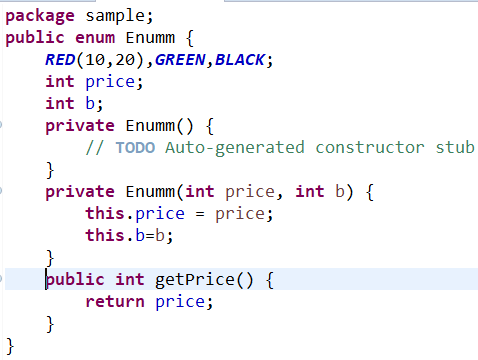 package sample;
public enum Enumm {
    RED(10,20),GREEN,BLACK;
    int price;
    int b;
    private Enumm() {
        // TODO Auto-generated constructor stub
    }
    private Enumm(int price, int b) {
        this.price = price;
        this.b=b;
    }
    public int getPrice() {
        return price;
    }
}